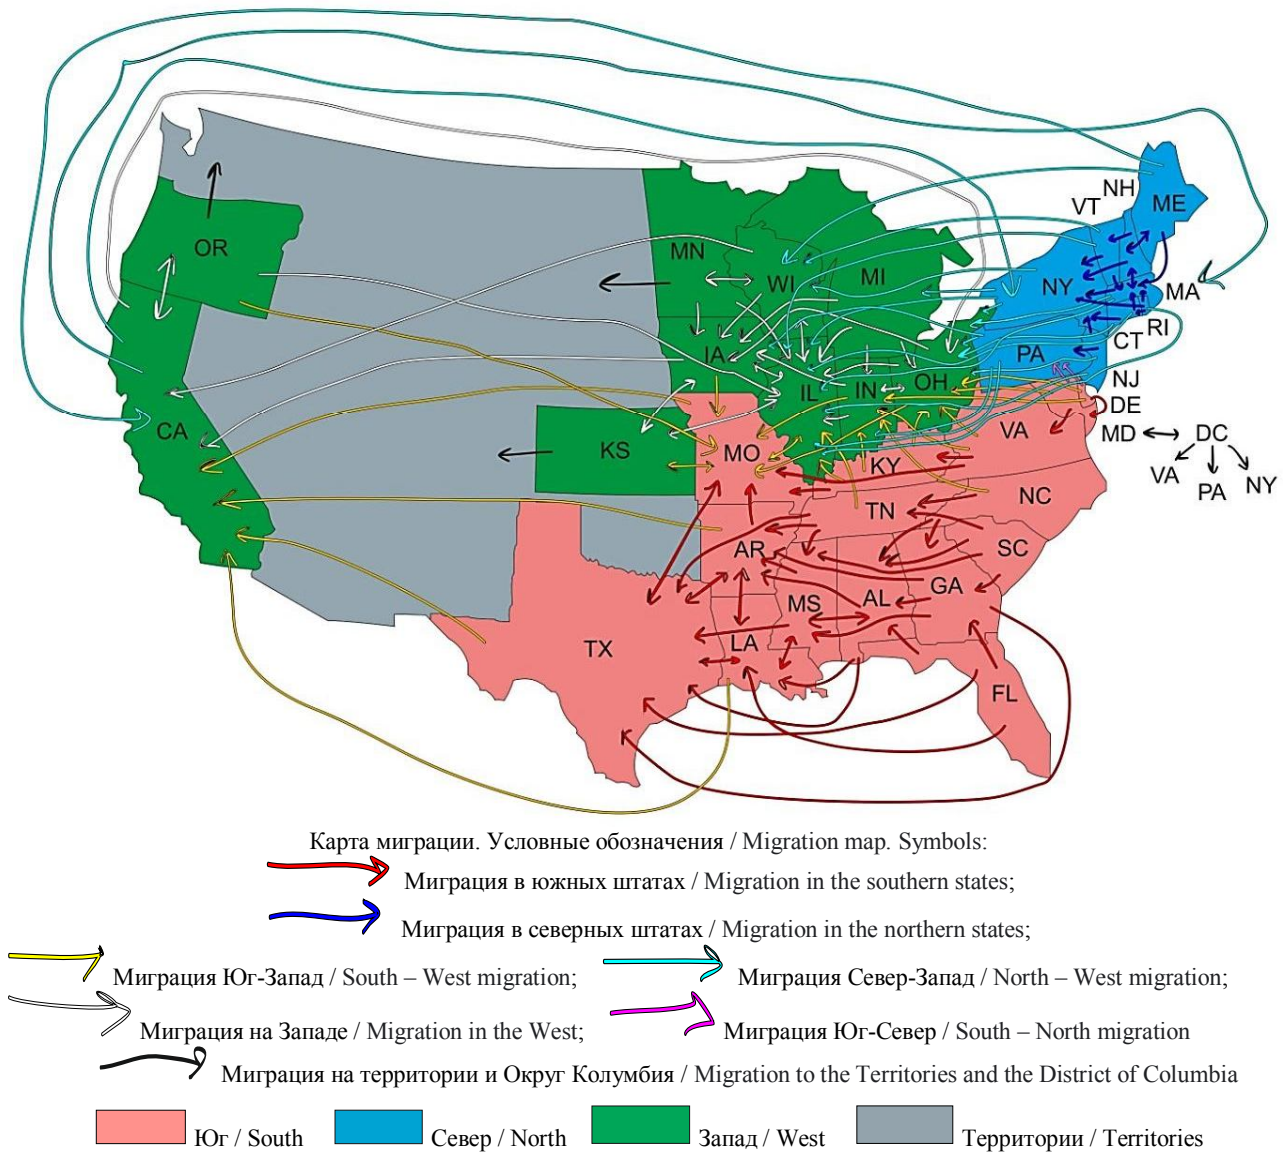 NH
VT
ME
OR
MN
WI
MI
NY
MA
RI
CT
IA
PA
IL
IN
OH
NJ
DE
CA
KS
MO
VA
MD
DC
KY
VA
PA
NY
TN
NC
AR
SC
MS
AL
GA
LA
TX
FL
Карта миграции. Условные обозначения / Migration map. Symbols:
Миграция в южных штатах / Migration in the southern states;
Миграция в северных штатах / Migration in the northern states;
Миграция Юг-Запад / South – West migration;
Миграция Север-Запад / North – West migration;
Миграция на Западе / Migration in the West;
Миграция Юг-Север / South – North migration
Миграция на территории и Округ Колумбия / Migration to the Territories and the District of Columbia
Юг / South
Север / North
Запад / West
Территории / Territories